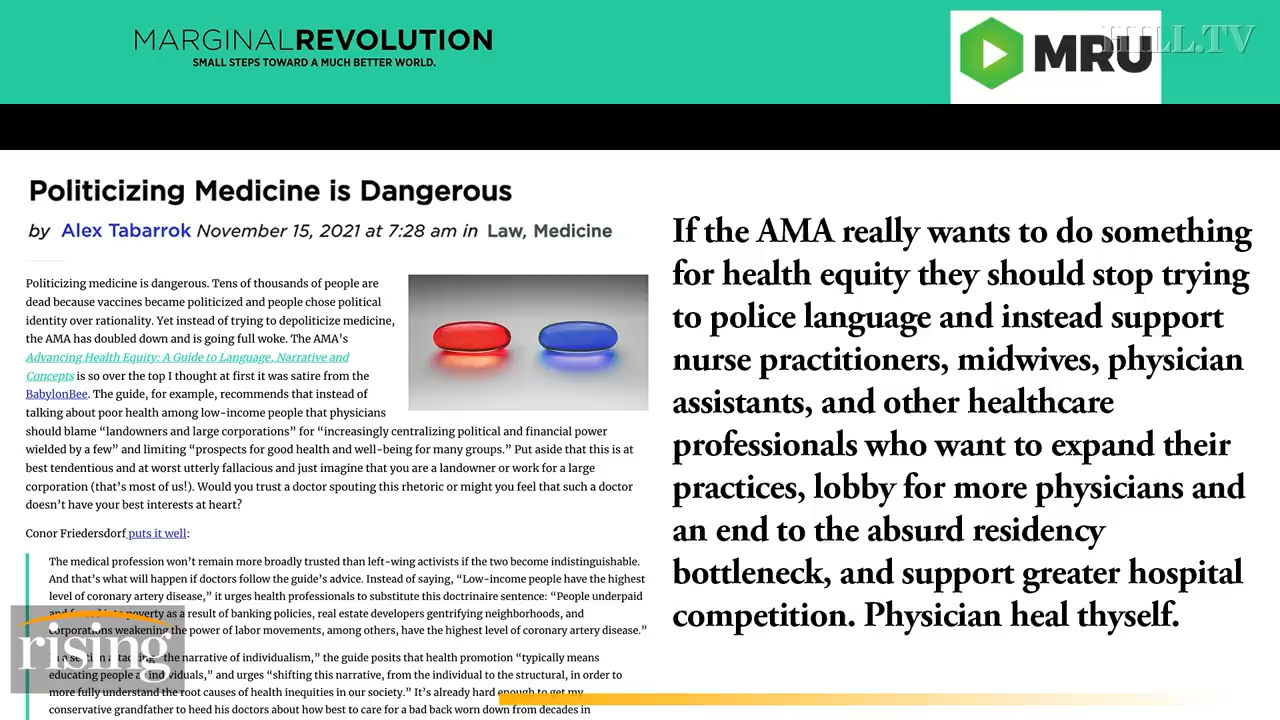 MARGINALREVOLUTION
SMALL STEPS TOWARD A MUCH BETTER WORLD.
MRU
HILL.TV
Politicizing Medicine is Dangerous
by Alex Tabarrok November 15, 2021 at 7:28 am in Law, Medicine
Politicizing medicine is dangerous. Tens of thousands of people are
dead because vaccines became politicized and people chose political
identity over rationality. Yet instead of trying to depoliticize medicine,
the AMA has doubled down and is going full woke. The AMA's
Advancing Health Equity: A Guide to Language, Narrative and
Concepts is so over the top I thought at first it was satire from the
BabylonBee. The guide, for example, recommends that instead of
talking about poor health among low-income people that physicians
should blame "landowners and large corporations" for "increasingly centralizing political and financial power
wielded by a few" and limiting "prospects for good health and well-being for many groups." Put aside that this is at
best tendentious and at worst utterly fallacious and just imagine that you are a landowner or work for a large
corporation (that's most of us!). Would you trust a doctor spouting this rhetoric or might you feel that such a doctor
doesn't have your best interests at heart?
Conor Friedersdorf puts it well:
The medical profession won't remain more broadly trusted than left-wing activists if the two become indistinguishable.
And that's what will happen if doctors follow the guide's advice. Instead of saying, "Low-income people have the highest
level of coronary artery disease," it urges health professionals to substitute this doctrinaire sentence: "People underpaid
and forced into poverty as a result of banking policies, real estate developers gentrifying neighborhoods, and
corporations weakening the power of labor movements, among others, have the highest level of coronary artery disease."
In a section attacking "the narrative of individualism," the guide posits that health promotion "typically means
educating people as individuals," and urges "shifting this narrative, from the individual to the structural, in order to
more fully understand the root causes of health inequities in our society." It's already hard enough to get my
conservative grandfather to heed his doctors about how best to care for a bad back worn down from decades in
If the AMA really wants to do something
for health equity they should stop trying
to police language and instead support
nurse practitioners, midwives, physician
assistants, and other healthcare
professionals who want to expand their
practices, lobby for more physicians and
an end to the absurd residency
bottleneck, and support greater hospital
competition. Physician heal thyself.
rising